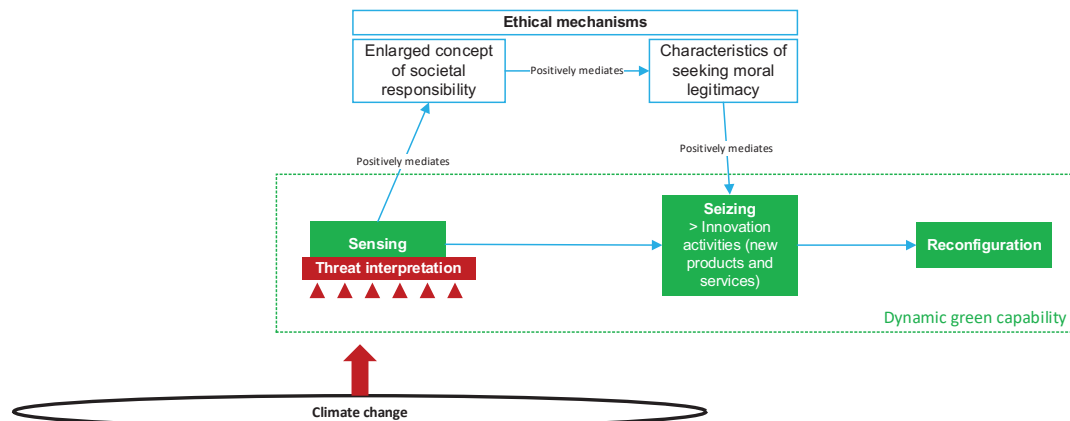 Ethical mechanisms
Enlarged concept
of societal
responsibility
Positively mediates
Characteristics of
seeking moral
legitimacy
Positively mediates
Positively mediates
Sensing
Threat interpretation
Seizing
> Innovation
activities (new
products and
services)
Reconfiguration
Dynamic green capability
Climate change